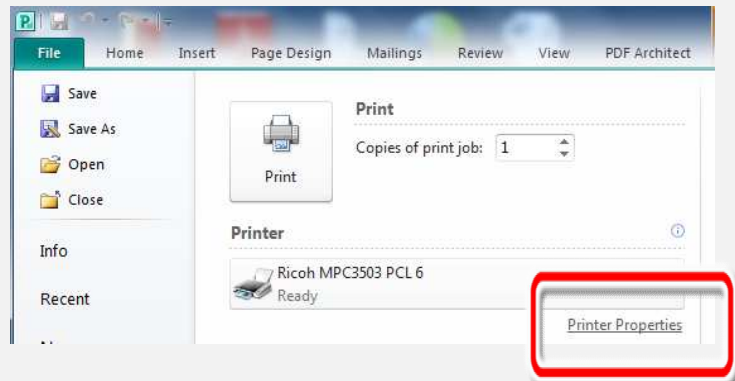 P
File Home Insert Page Design Mailings Review View PDF Architect
Save
Save As
Open
Close
Info
Recent
Print
Print
Copies of print job: 1
Printer
Ricoh MPC3503 PCL 6
Ready
Printer Properties